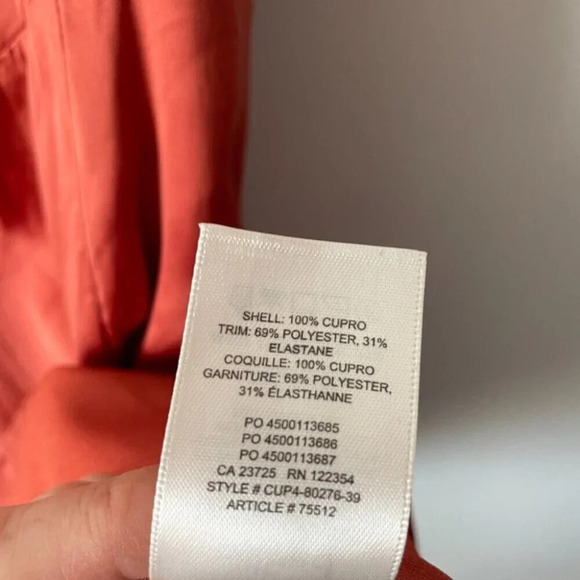 SHELL: 100% CUPRO
TRIM: 69% POLYESTER, 31%
ELASTANE
COQUILLE: 100% CUPRO
GARNITURE: 69% POLYESTER,
31% ÉLASTHANNE
PO 4500113685
PO 4500113686
PO 4500113687
CA 23725 RN 122354
STYLE # CUP4-80276-39
ARTICLE # 75512